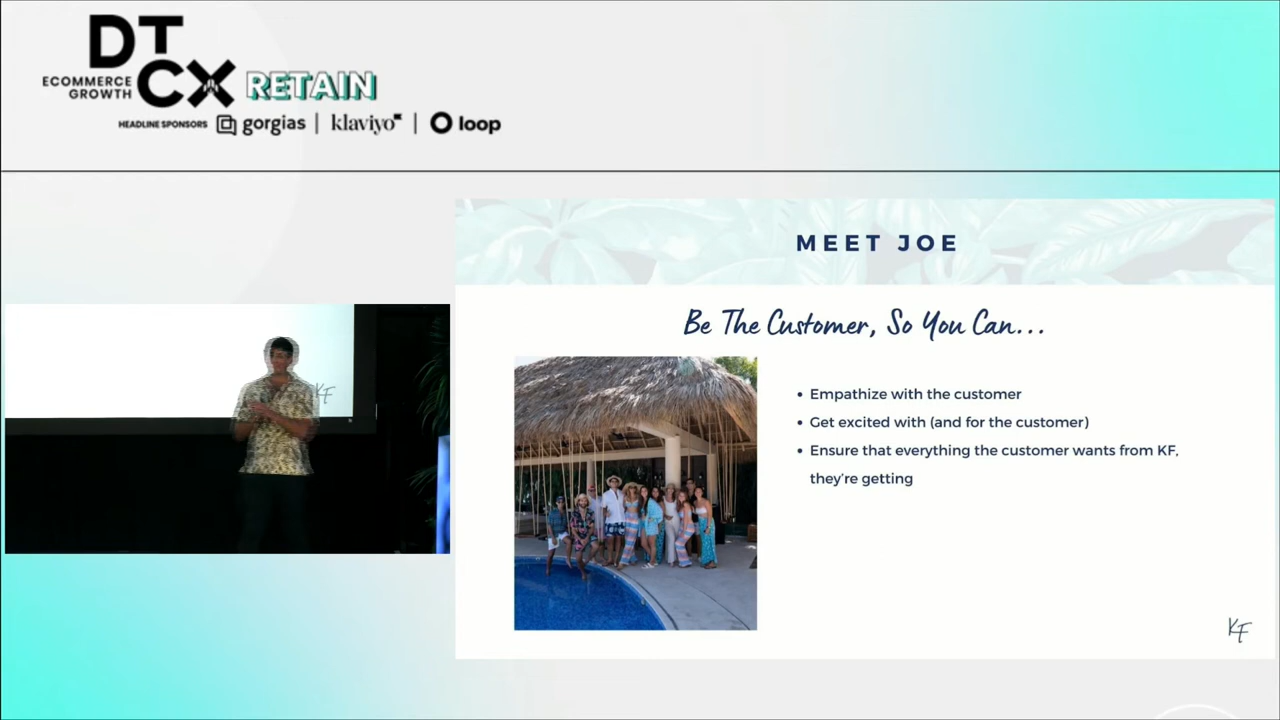 DT
CX
ECOMMERCE
GROWTH
RETAIN
HEADLINE SPONSORS gorgias | klaviyo | loop
MEET JOE
Be The Customer, So You Can...
• Empathize with the customer
• Get excited with (and for the customer)
• Ensure that everything the customer wants from KF,
they're getting
KF
KF